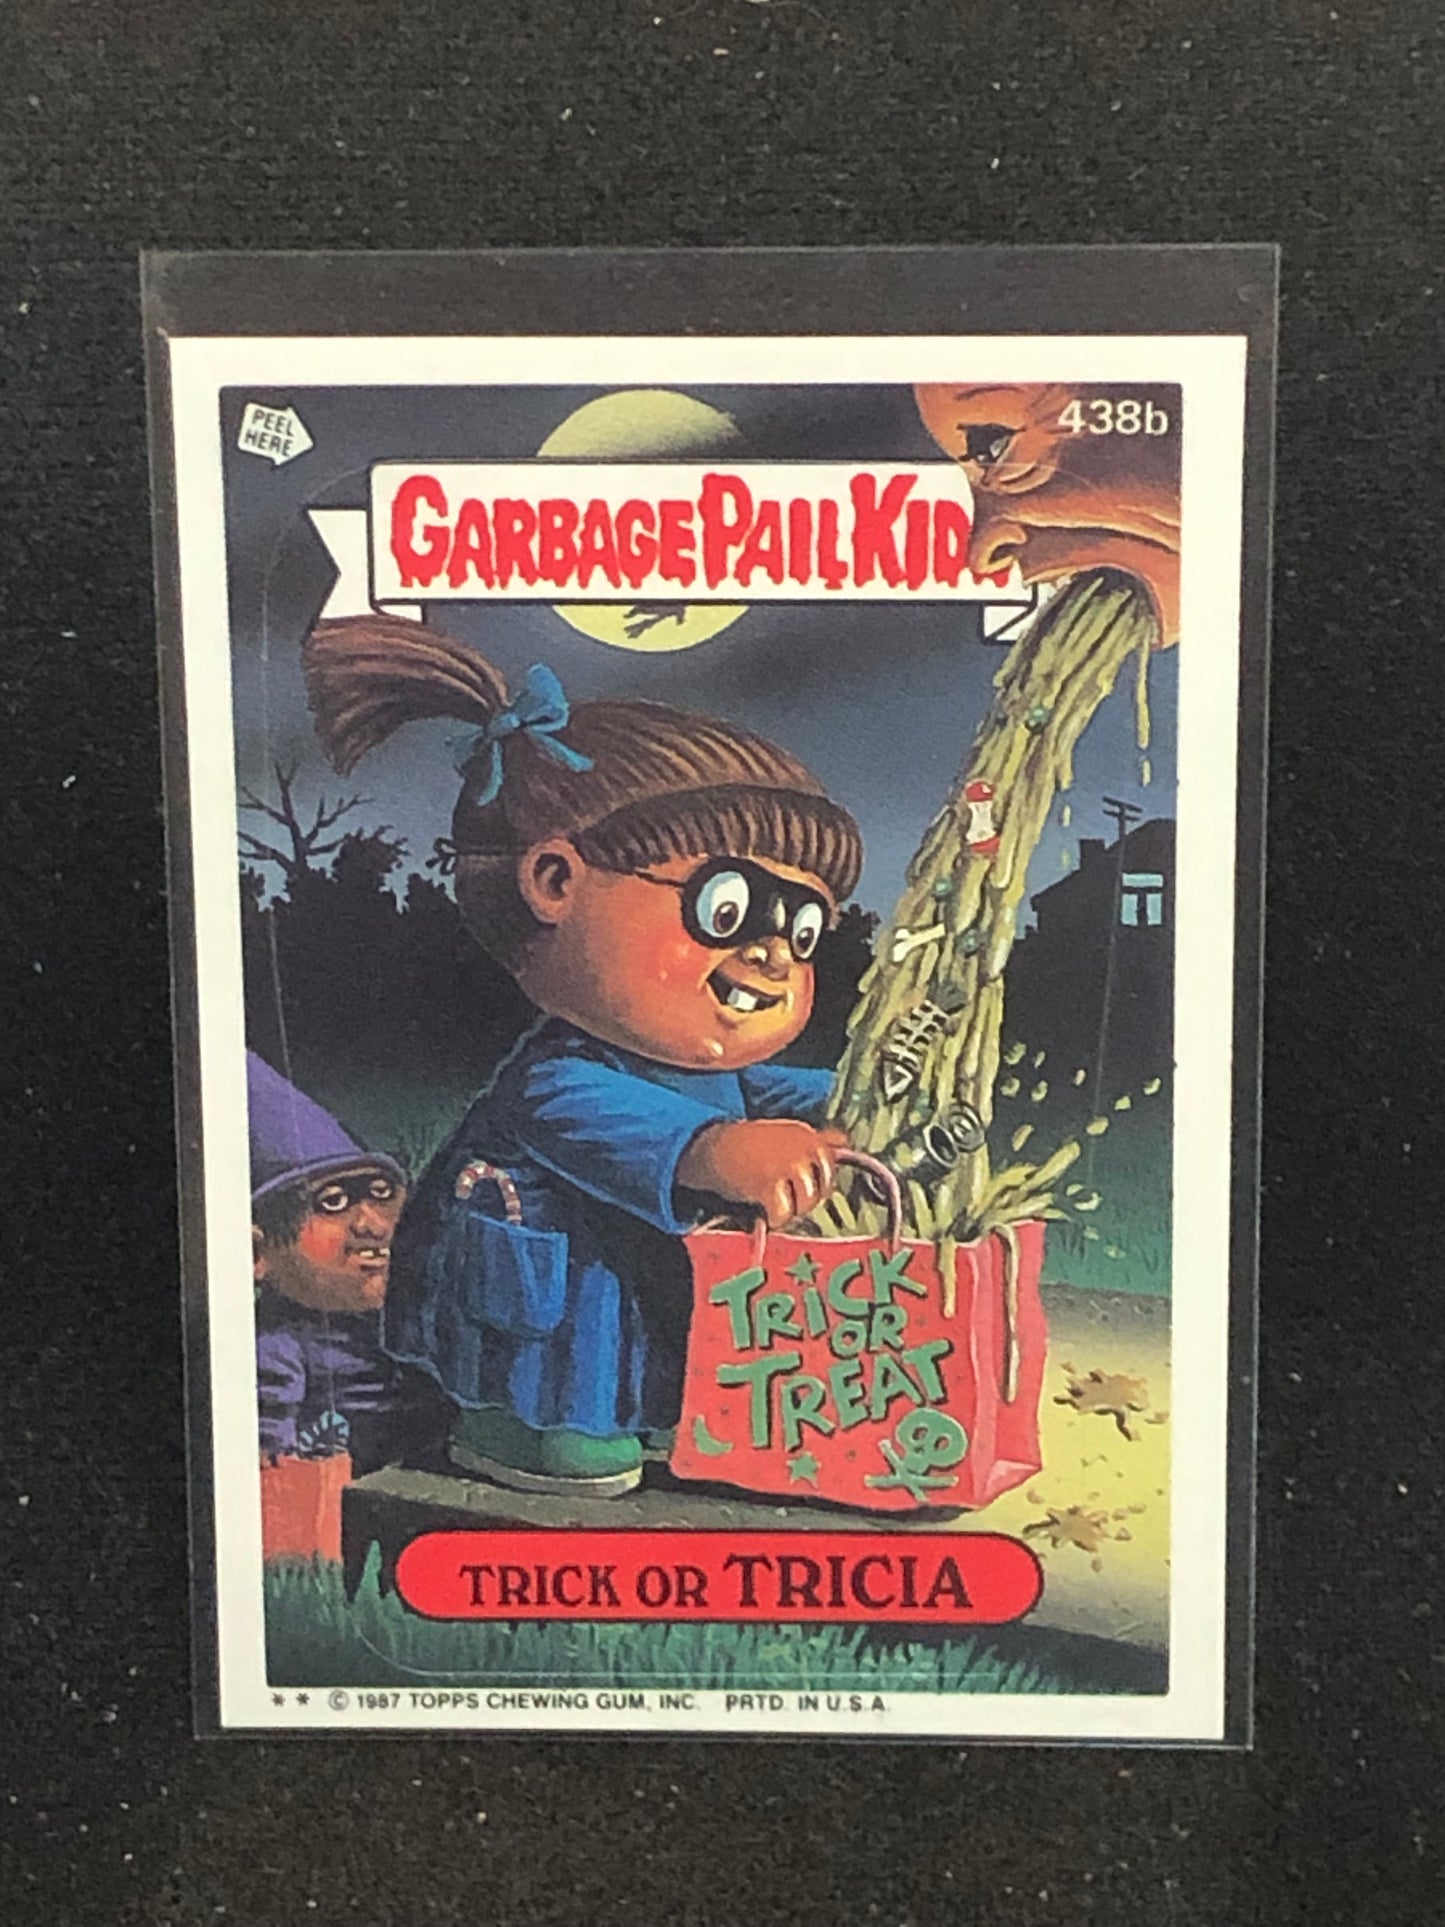 PEEL
HERE
438b
GARBAGE PAIL KID
TRICK
OR
TREAT
TRICK OR TRICIA
* * © 1987 TOPPS CHEWING GUM, INC. PRTD. IN U.S.A.